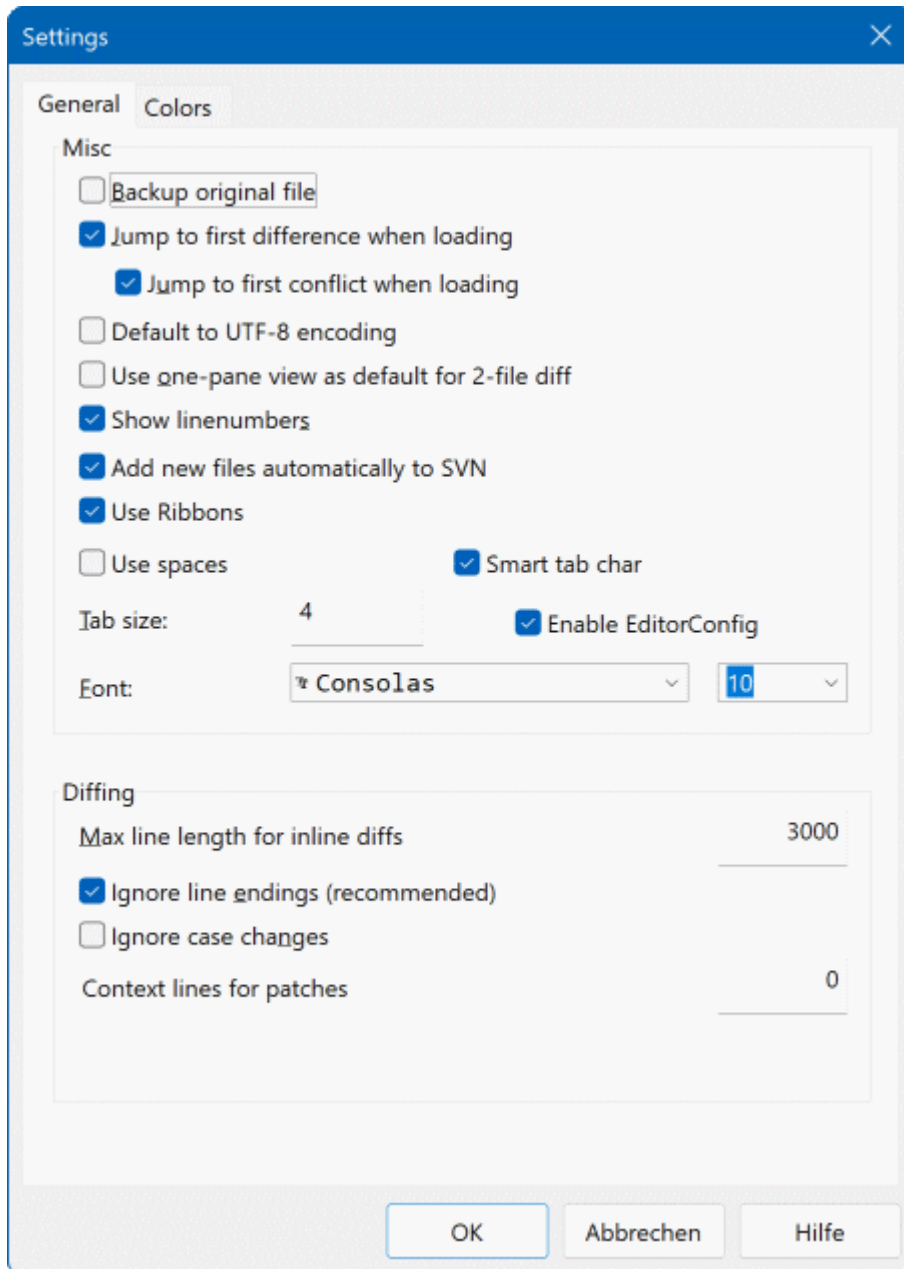 Settings
General Colors
Misc
Backup original file
Jump to first difference when loading
Jump to first conflict when loading
Default to UTF-8 encoding
Use one-pane view as default for 2-file diff
Show linenumbers
Add new files automatically to SVN
Use Ribbons
Use spaces Smart tab char
Tab size: 4 Enable EditorConfig
Font: Consolas 10
Diffing
Max line length for inline diffs 3000
Ignore line endings (recommended)
Ignore case changes
Context lines for patches 0
OK Abbrechen Hilfe